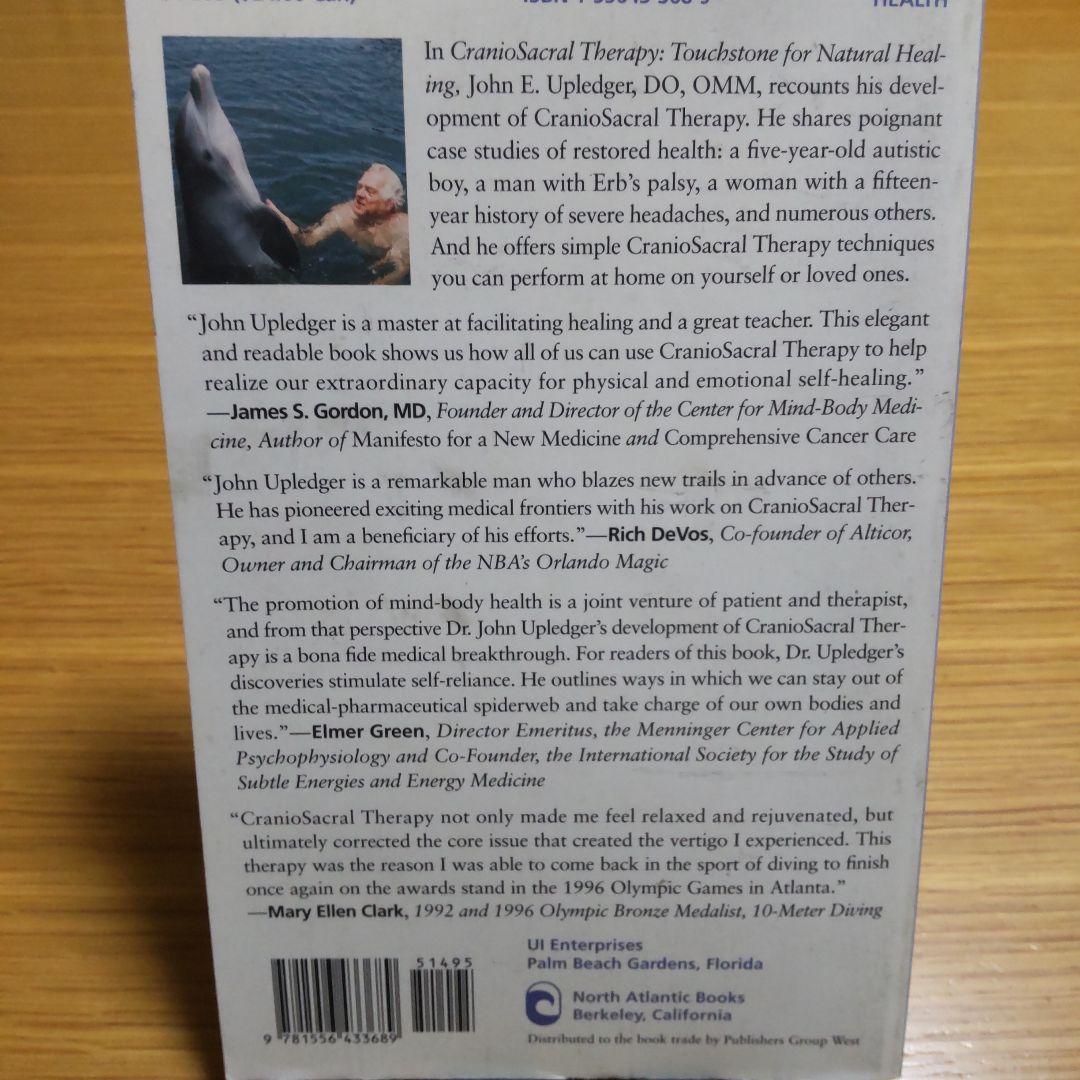 HEALTH
In CranioSacral Therapy: Touchstone for Natural Heal-
ing, John E. Upledger, DO, OMM, recounts his devel-
opment of CranioSacral Therapy. He shares poignant
case studies of restored health: a five-year-old autistic
boy, a man with Erb's palsy, a woman with a fifteen-
year history of severe headaches, and numerous others.
And he offers simple CranioSacral Therapy techniques
you can perform at home on yourself or loved ones.
“John Upledger is a master at facilitating healing and a great teacher. This elegant
and readable book shows us how all of us can use CranioSacral Therapy to help
realize our extraordinary capacity for physical and emotional self-healing.”
—James S. Gordon, MD, Founder and Director of the Center for Mind-Body Medi-
cine, Author of Manifesto for a New Medicine and Comprehensive Cancer Care
“John Upledger is a remarkable man who blazes new trails in advance of others.
He has pioneered exciting medical frontiers with his work on CranioSacral Ther-
apy, and I am a beneficiary of his efforts.”—Rich DeVos, Co-founder of Alticor,
Owner and Chairman of the NBA's Orlando Magic
“The promotion of mind-body health is a joint venture of patient and therapist,
and from that perspective Dr. John Upledger's development of CranioSacral Ther-
apy is a bona fide medical breakthrough. For readers of this book, Dr. Upledger's
discoveries stimulate self-reliance. He outlines ways in which we can stay out of
the medical-pharmaceutical spiderweb and take charge of our own bodies and
lives.”—Elmer Green, Director Emeritus, the Menninger Center for Applied
Psychophysiology and Co-Founder, the International Society for the Study of
Subtle Energies and Energy Medicine
“CranioSacral Therapy not only made me feel relaxed and rejuvenated, but
ultimately corrected the core issue that created the vertigo I experienced. This
therapy was the reason I was able to come back in the sport of diving to finish
once again on the awards stand in the 1996 Olympic Games in Atlanta.”
—Mary Ellen Clark, 1992 and 1996 Olympic Bronze Medalist, 10-Meter Diving
51495
9 781556 433689
UI Enterprises
Palm Beach Gardens, Florida
North Atlantic Books
Berkeley, California
Distributed to the book trade by Publishers Group West